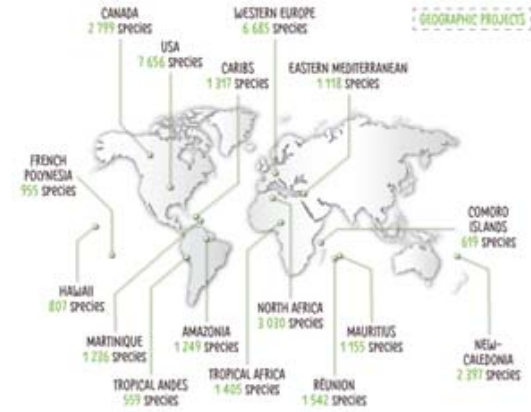 CANADA
2 799 species
WESTERN EUROPE
6 685 species
GEOGRAPHIC PROJECTS
USA
7 656 species
CARIBS
1 317 species
EASTERN MEDITERRANEAN
1 118 species
FRENCH
POLYNESIA
955 species
COMORO
ISLANDS
619 species
HAWAII
807 species
MARTINIQUE
1 236 species
AMAZONIA
1 249 species
NORTH AFRICA
3 030 species
MAURITIUS
1 155 species
NEW-
CALEDONIA
2 397 species
TROPICAL ANDES
559 species
TROPICAL AFRICA
1 405 species
RÉUNION
1 542 species